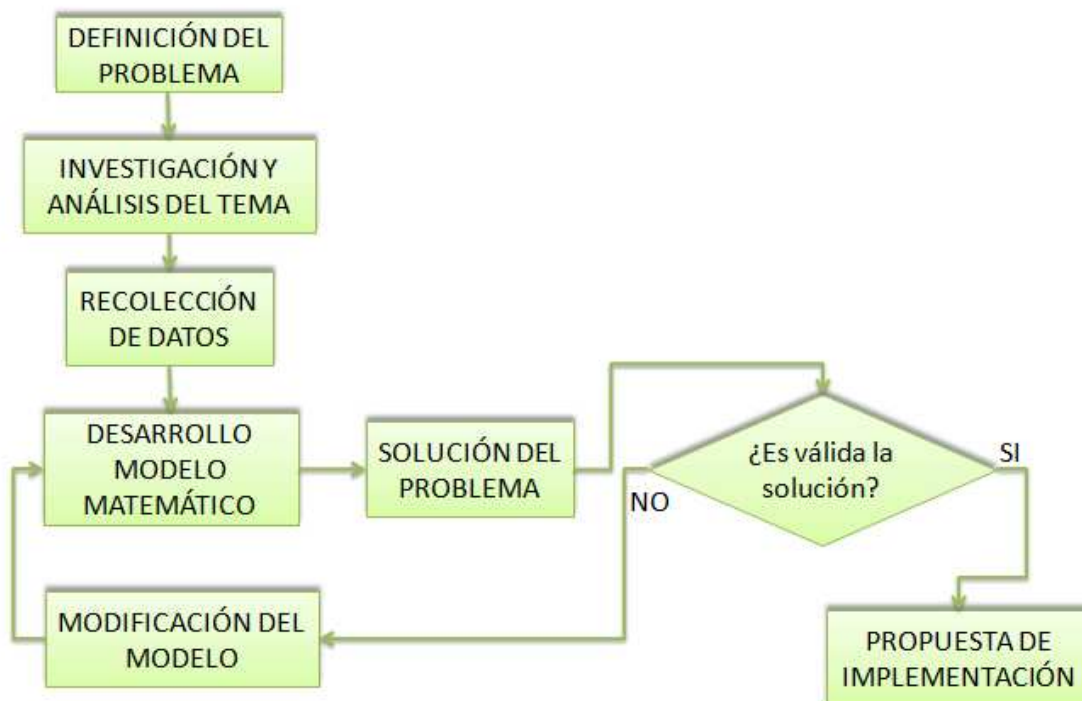 DEFINICIÓN DEL
PROBLEMA
INVESTIGACIÓN Y
ANÁLISIS DEL TEMA
RECOLECCIÓN
DE DATOS
DESARROLLO
MODELO
MATEMÁTICO
SOLUCIÓN DEL
PROBLEMA
¿Es válida la
solución?
SI
NO
MODIFICACIÓN DEL
MODELO
PROPUESTA DE
IMPLEMENTACIÓN